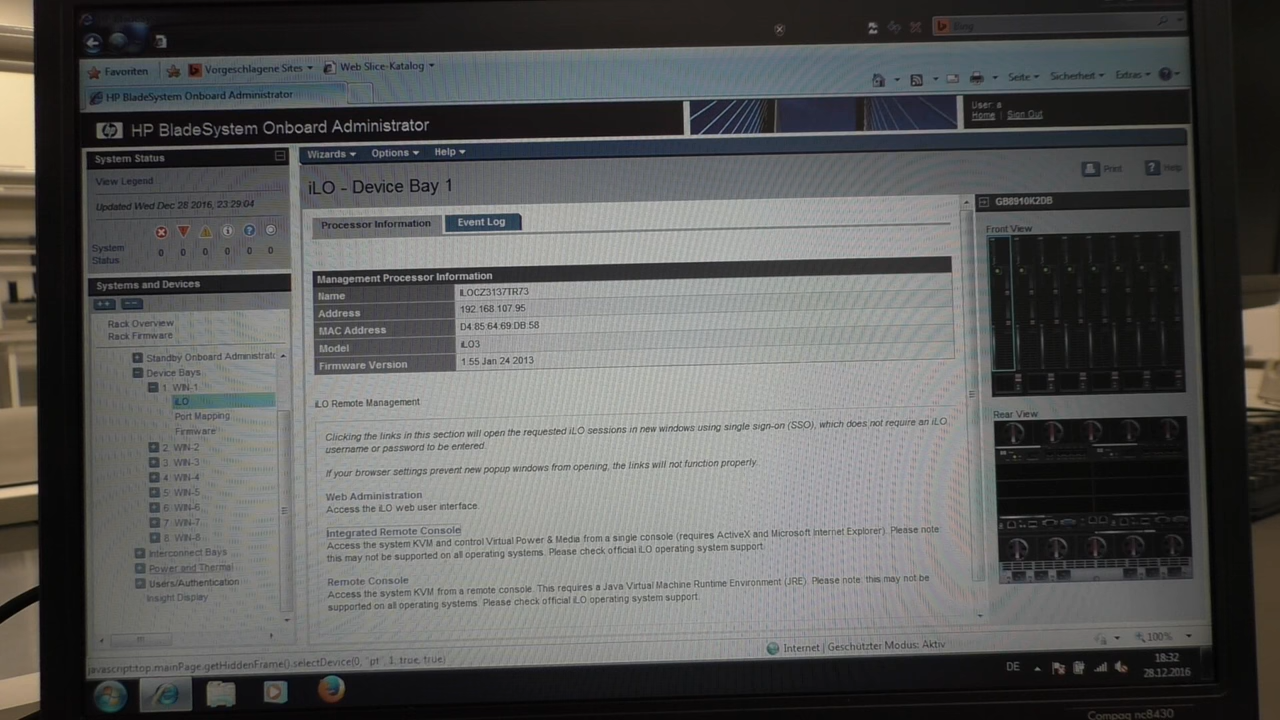 Bing
Favoriten
Vorgeschlagene Sites
Web Slice-Katalog
Seite
Sicherheit
Extras
HP BladeSystem Onboard Administrator
hp HP BladeSystem Onboard Administrator
User: a
Home | Sign Out
System Status
Wizards
Options
Help
View Legend
Updated Wed Dec 28 2016, 23:29:04
System Status
0 0 0 0 0 0
Systems and Devices
Rack Overview
Rack Firmware
Standby Onboard Administrat
Device Bays
1. WIN-1
iLO
Port Mapping
Firmware
2. WIN-2
3. WIN-3
4. WIN-4
5. WIN-5
6. WIN-6
7. WIN-7
8. WIN-8
Interconnect Bays
Power and Thermal
Users/Authentication
Insight Display
iLO - Device Bay 1
Print
Help
Processor Information
Event Log
Management Processor Information
Name ILOCZ3137TR73
Address 192.168.107.95
MAC Address D4:85:64:69:DB:58
Model iLO3
Firmware Version 1.55 Jan 24 2013
iLO Remote Management
Clicking the links in this section will open the requested iLO sessions in new windows using single sign-on (SSO), which does not require an iLO
username or password to be entered.
If your browser settings prevent new popup windows from opening, the links will not function properly.
Web Administration
Access the iLO web user interface.
Integrated Remote Console
Access the system KVM and control Virtual Power & Media from a single console (requires ActiveX and Microsoft Internet Explorer). Please note
this may not be supported on all operating systems. Please check official iLO operating system support.
Remote Console
Access the system KVM from a remote console. This requires a Java Virtual Machine Runtime Environment (JRE). Please note: this may not be
supported on all operating systems. Please check official iLO operating system support.
GB8910K2DB
Front View
Rear View
javascript:top.mainPage.getHiddenFrame().selectDevice(0, "pt", 1, true, true)
Internet | Geschützter Modus: Aktiv
100%
DE
18:32
28.12.2016
Compaq nc8430